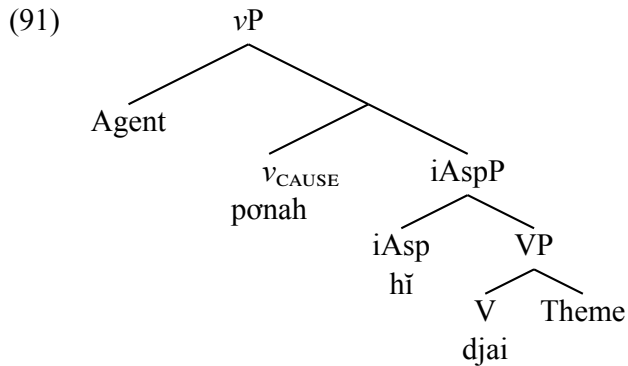 (91) vP
Agent
vCAUSE iAspP
pơnah
iAsp VP
hĭ
V Theme
djai